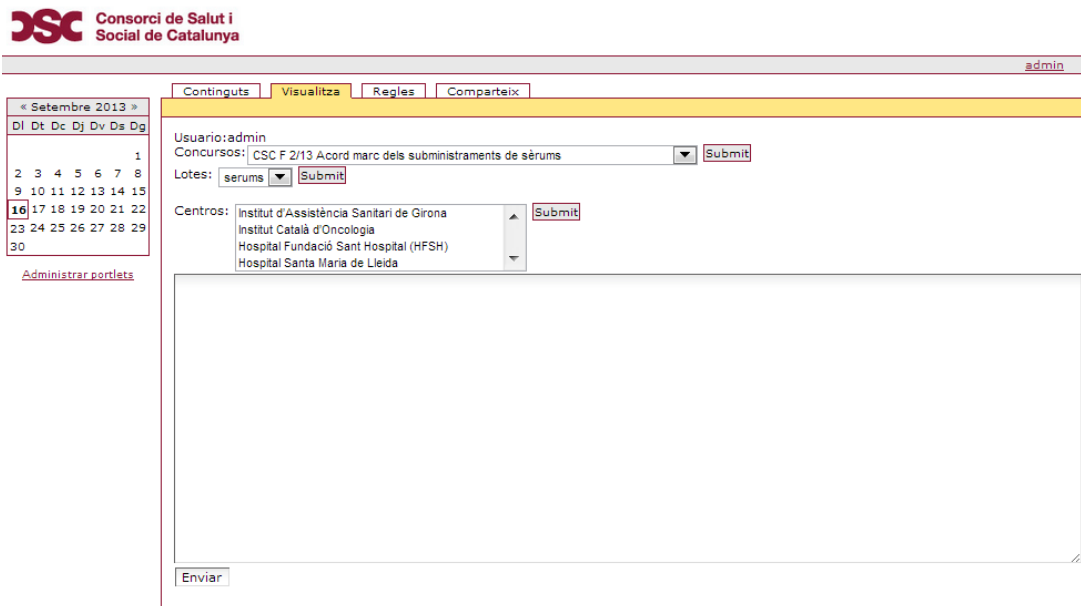 CSC Consorci de Salut i
Social de Catalunya
admin
Continguts Visualitza Regles Comparteix
« Setembre 2013 »
Dl Dt Dc Dj Dv Ds Dg
1
2 3 4 5 6 7 8
9 10 11 12 13 14 15
16 17 18 19 20 21 22
23 24 25 26 27 28 29
30
Administrar portlets
Usuario:admin
Concursos: CSC F 2/13 Acord marc dels subministraments de sèrums Submit
Lotes: serums Submit
Centros: Institut d'Assistència Sanitari de Girona Submit
Institut Català d'Oncologia
Hospital Fundació Sant Hospital (HFSH)
Hospital Santa Maria de Lleida
Enviar